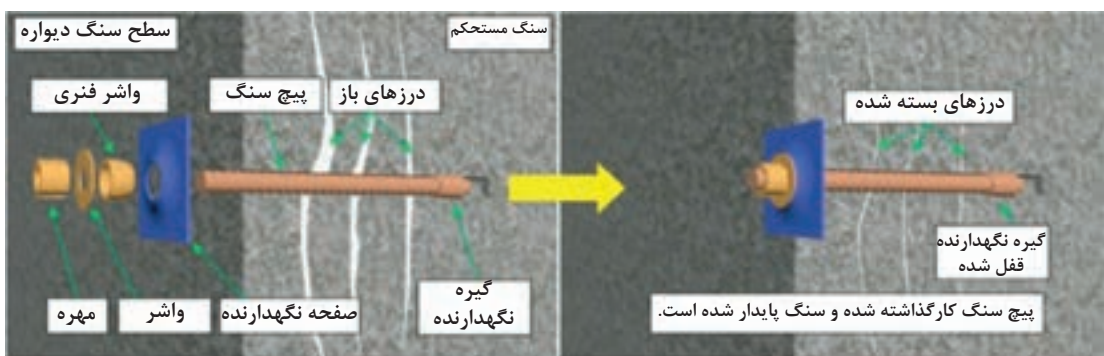 سطح سنگ دیواره
سنگ مستحکم
واشر فنری
پیچ سنگ
درزهای باز
درزهای بسته شده
مهره
واشر
صفحه نگهدارنده
گیره
نگهدارنده
گیره نگهدارنده
قفل شده
پیچ سنگ کارگذاشته شده و سنگ پایدار شده است.